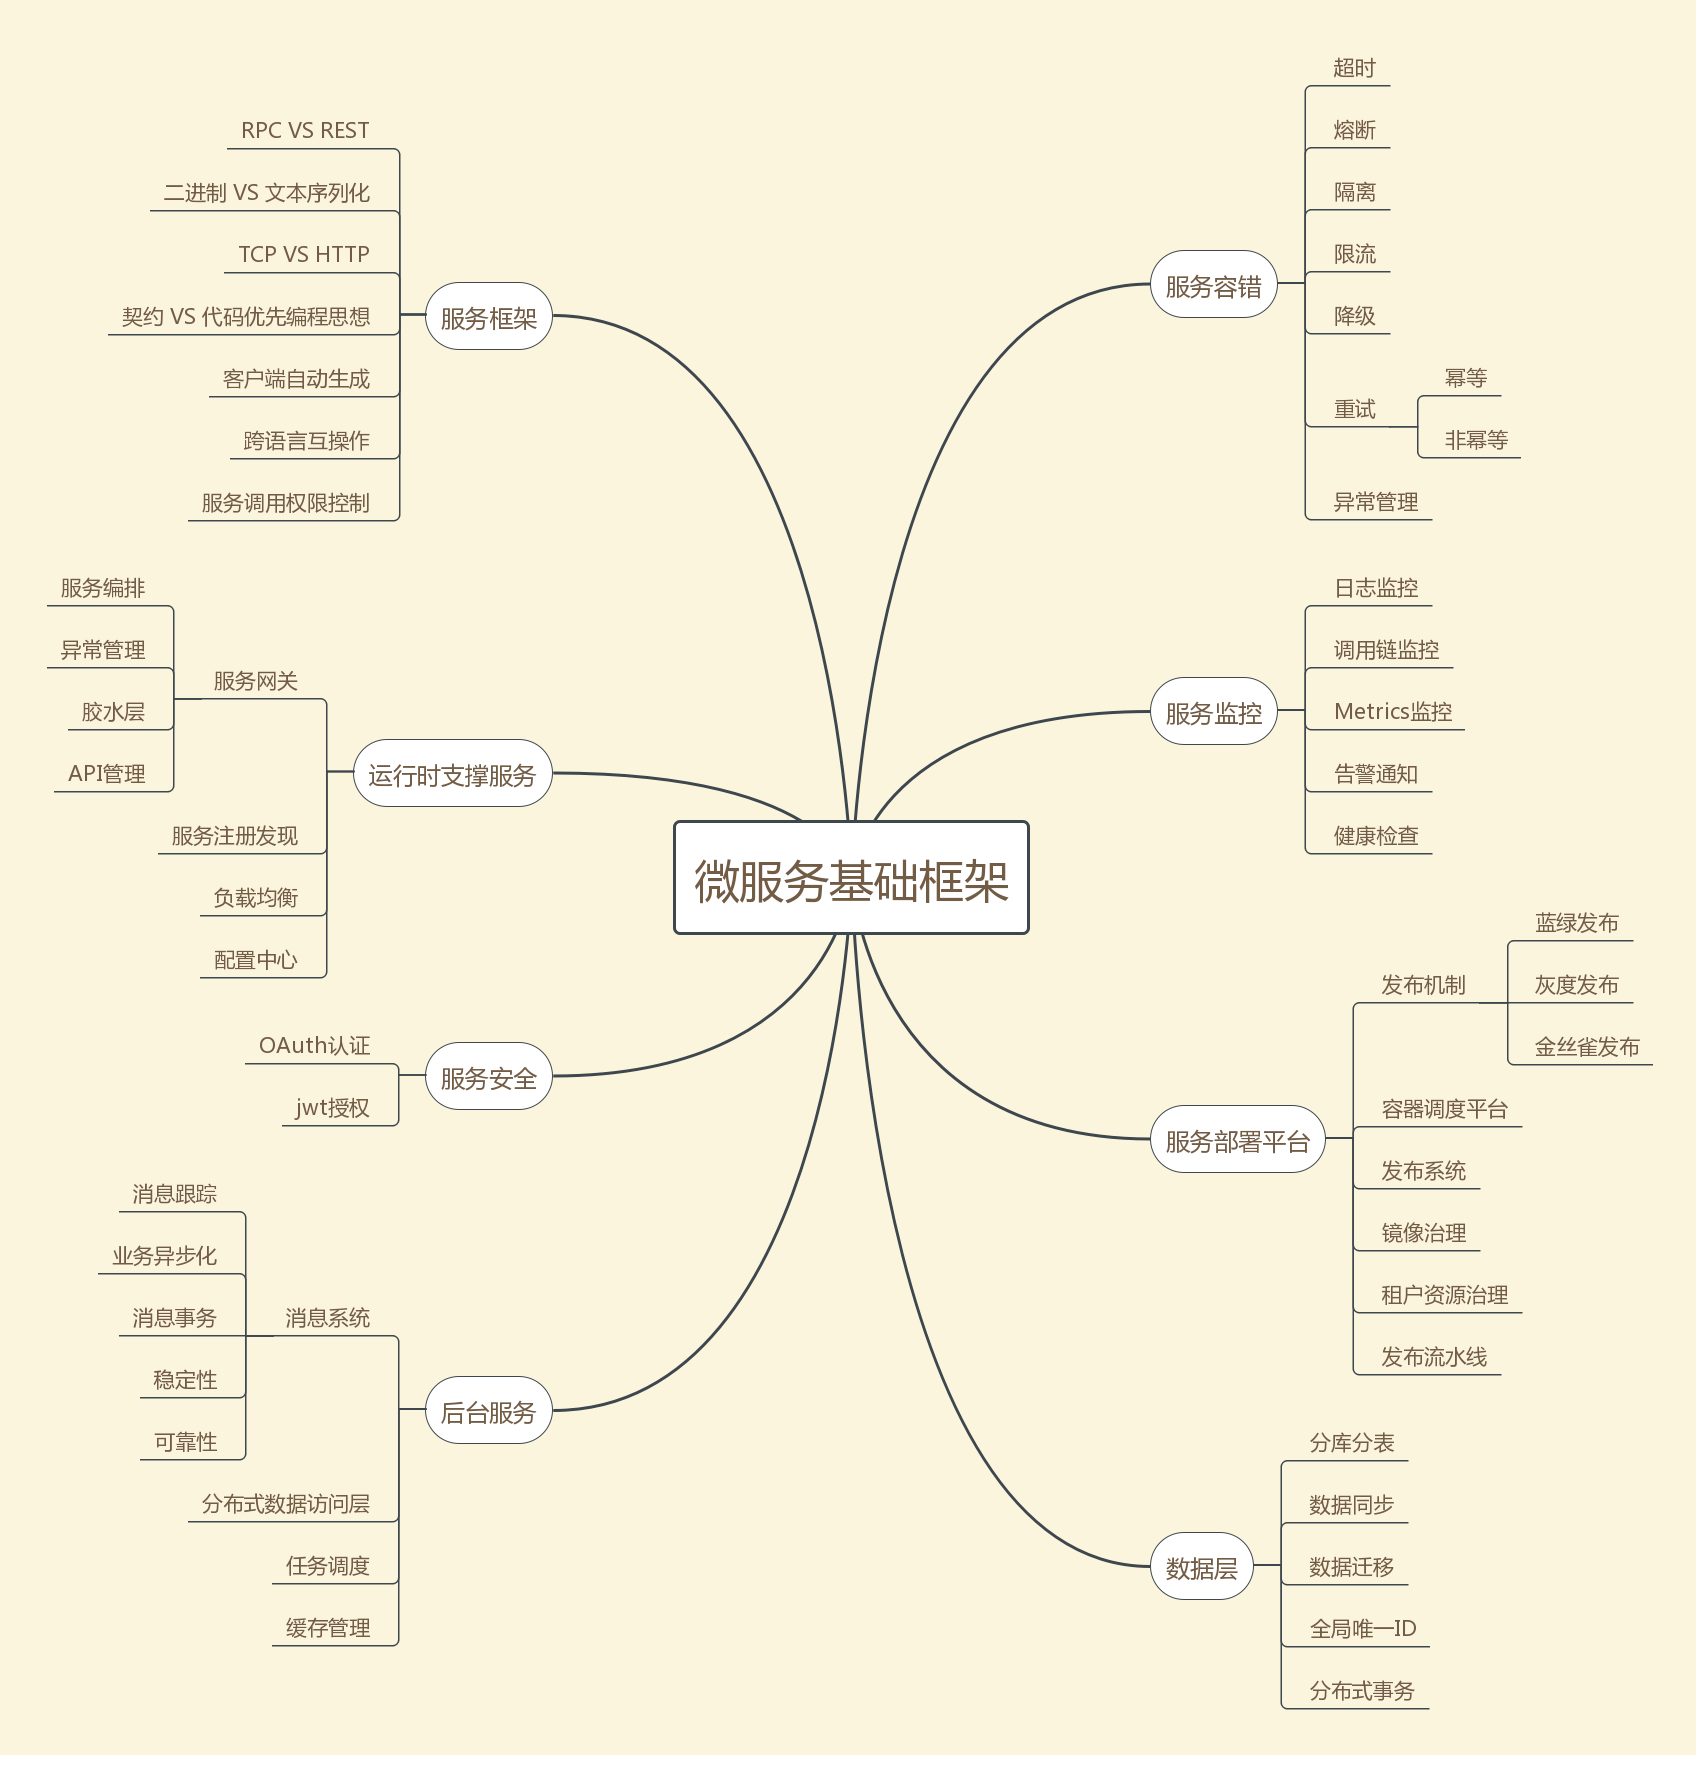 微服务基础框架
服务框架
RPC VS REST
二进制 VS 文本序列化
TCP VS HTTP
契约 VS 代码优先编程思想
客户端自动生成
跨语言互操作
服务调用权限控制
运行时支撑服务
服务网关
服务编排
异常管理
胶水层
API管理
服务注册发现
负载均衡
配置中心
服务安全
OAuth认证
jwt授权
后台服务
消息系统
消息跟踪
业务异步化
消息事务
稳定性
可靠性
分布式数据访问层
任务调度
缓存管理
服务容错
超时
熔断
隔离
限流
降级
重试
幂等
非幂等
异常管理
服务监控
日志监控
调用链监控
Metrics监控
告警通知
健康检查
服务部署平台
发布机制
蓝绿发布
灰度发布
金丝雀发布
容器调度平台
发布系统
镜像治理
租户资源治理
发布流水线
数据层
分库分表
数据同步
数据迁移
全局唯一ID
分布式事务